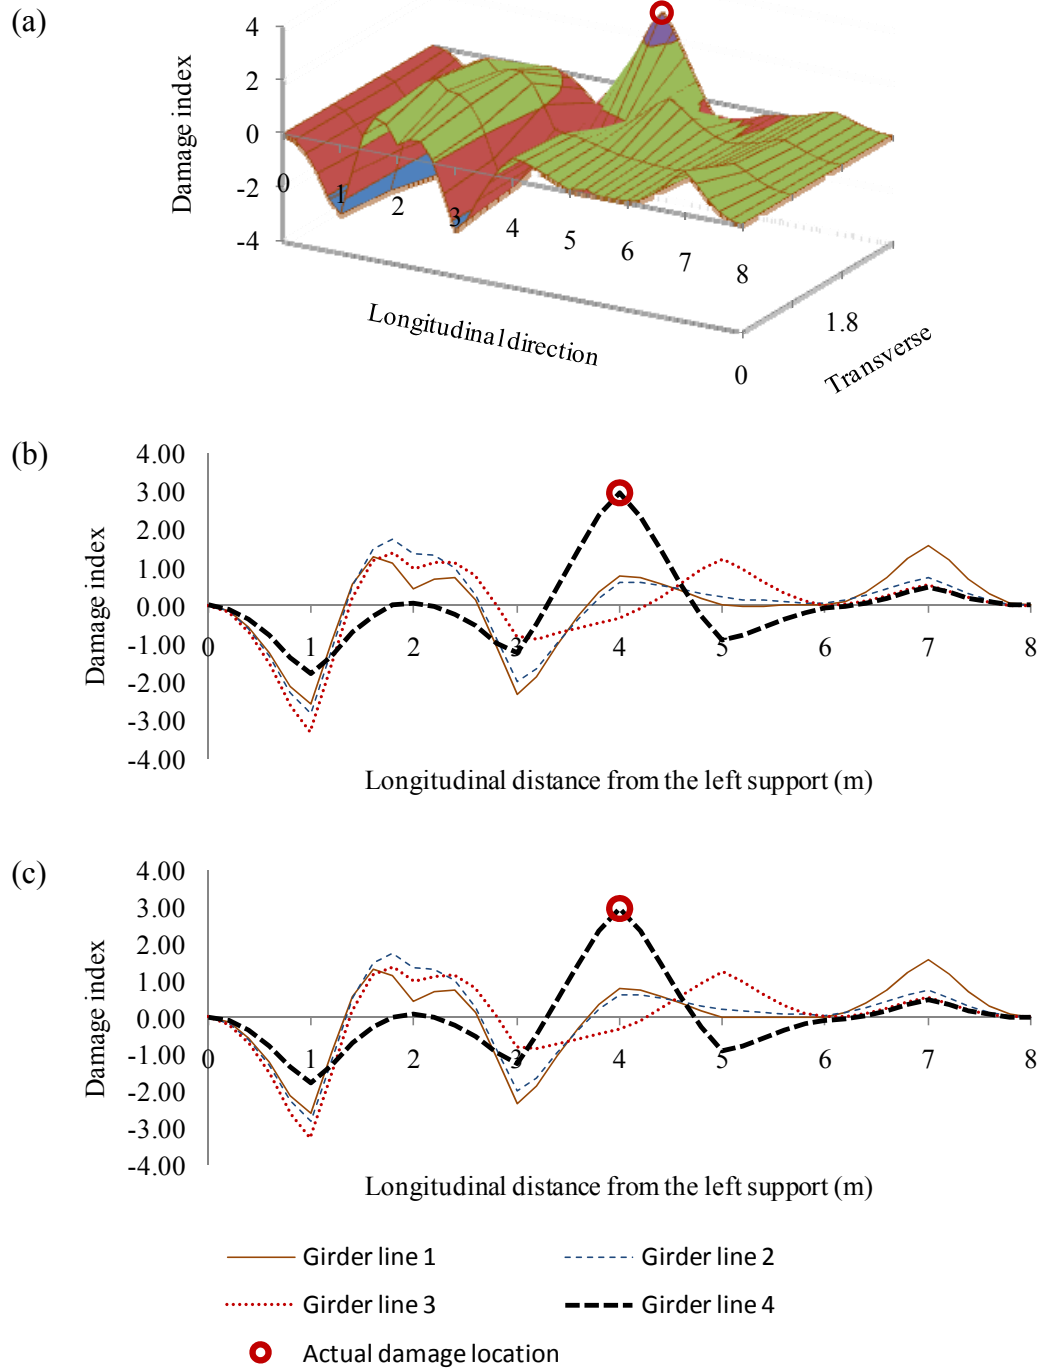 (a)
4
2
0
-2
-4
Damage index
0
1
2
3
4
5
6
7
8
Longitudinal direction
0
1.8
Transverse
(b)
4.00
3.00
2.00
1.00
0.00
-1.00
-2.00
-3.00
-4.00
Damage index
0 1 2 3 4 5 6 7 8
Longitudinal distance from the left support (m)
(c)
4.00
3.00
2.00
1.00
0.00
-1.00
-2.00
-3.00
-4.00
Damage index
0 1 2 3 4 5 6 7 8
Longitudinal distance from the left support (m)
Girder line 1
Girder line 2
Girder line 3
Girder line 4
Actual damage location